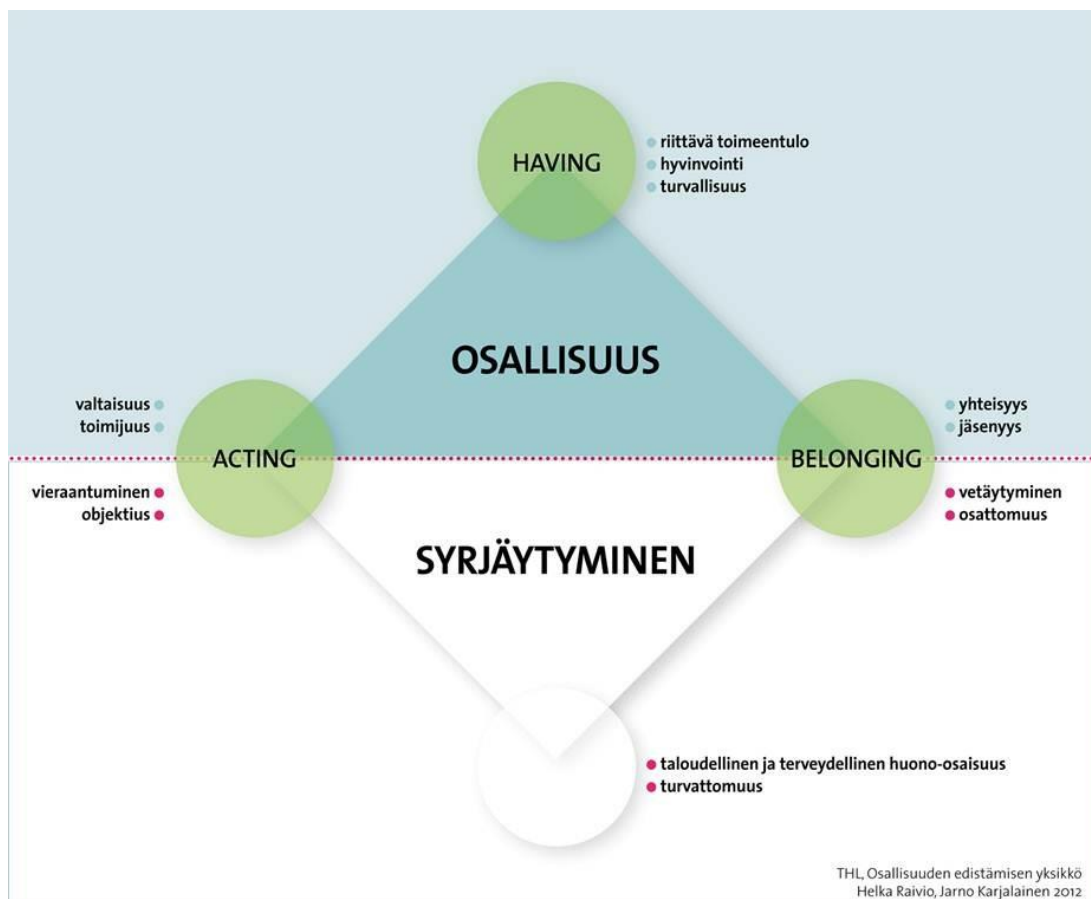 HAVING
riittävä toimeentulo
hyvinvointi
turvallisuus
OSALLISUUS
valtaisuus
toimijuus
yhteisyys
jäsenyys
ACTING
BELONGING
vieraantuminen
objektius
vetäytyminen
osattomuus
SYRJÄYTYMINEN
taloudellinen ja terveydellinen huono-osaisuus
turvattomuus
THL, Osallisuuden edistämisen yksikkö
Helka Raivio, Jarno Karjalainen 2012